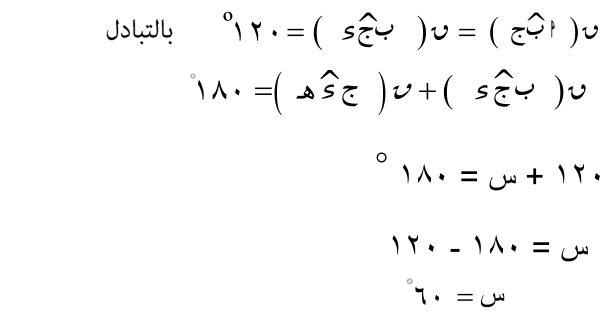 ن ( أ ب̂ ج ) = ن ( ب ج̂ ء ) = ١٢٠° بالتبادل
ن ( ب ج̂ ء ) + ن ( ج ء̂ هـ ) = ١٨٠°
١٢٠ + س = ١٨٠°
س = ١٨٠ - ١٢٠
س = ٦٠°